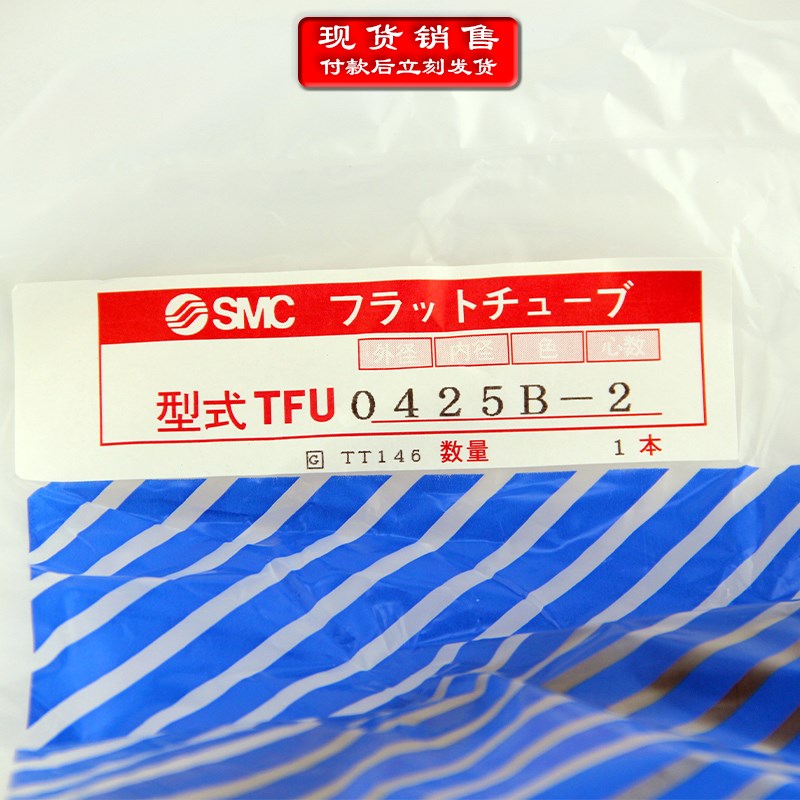 现货销售
付款后立刻发货
SMC フラットチューブ
外径 内径 色 心数
型式 TFU 0425B-2
G TT146 数量 1本